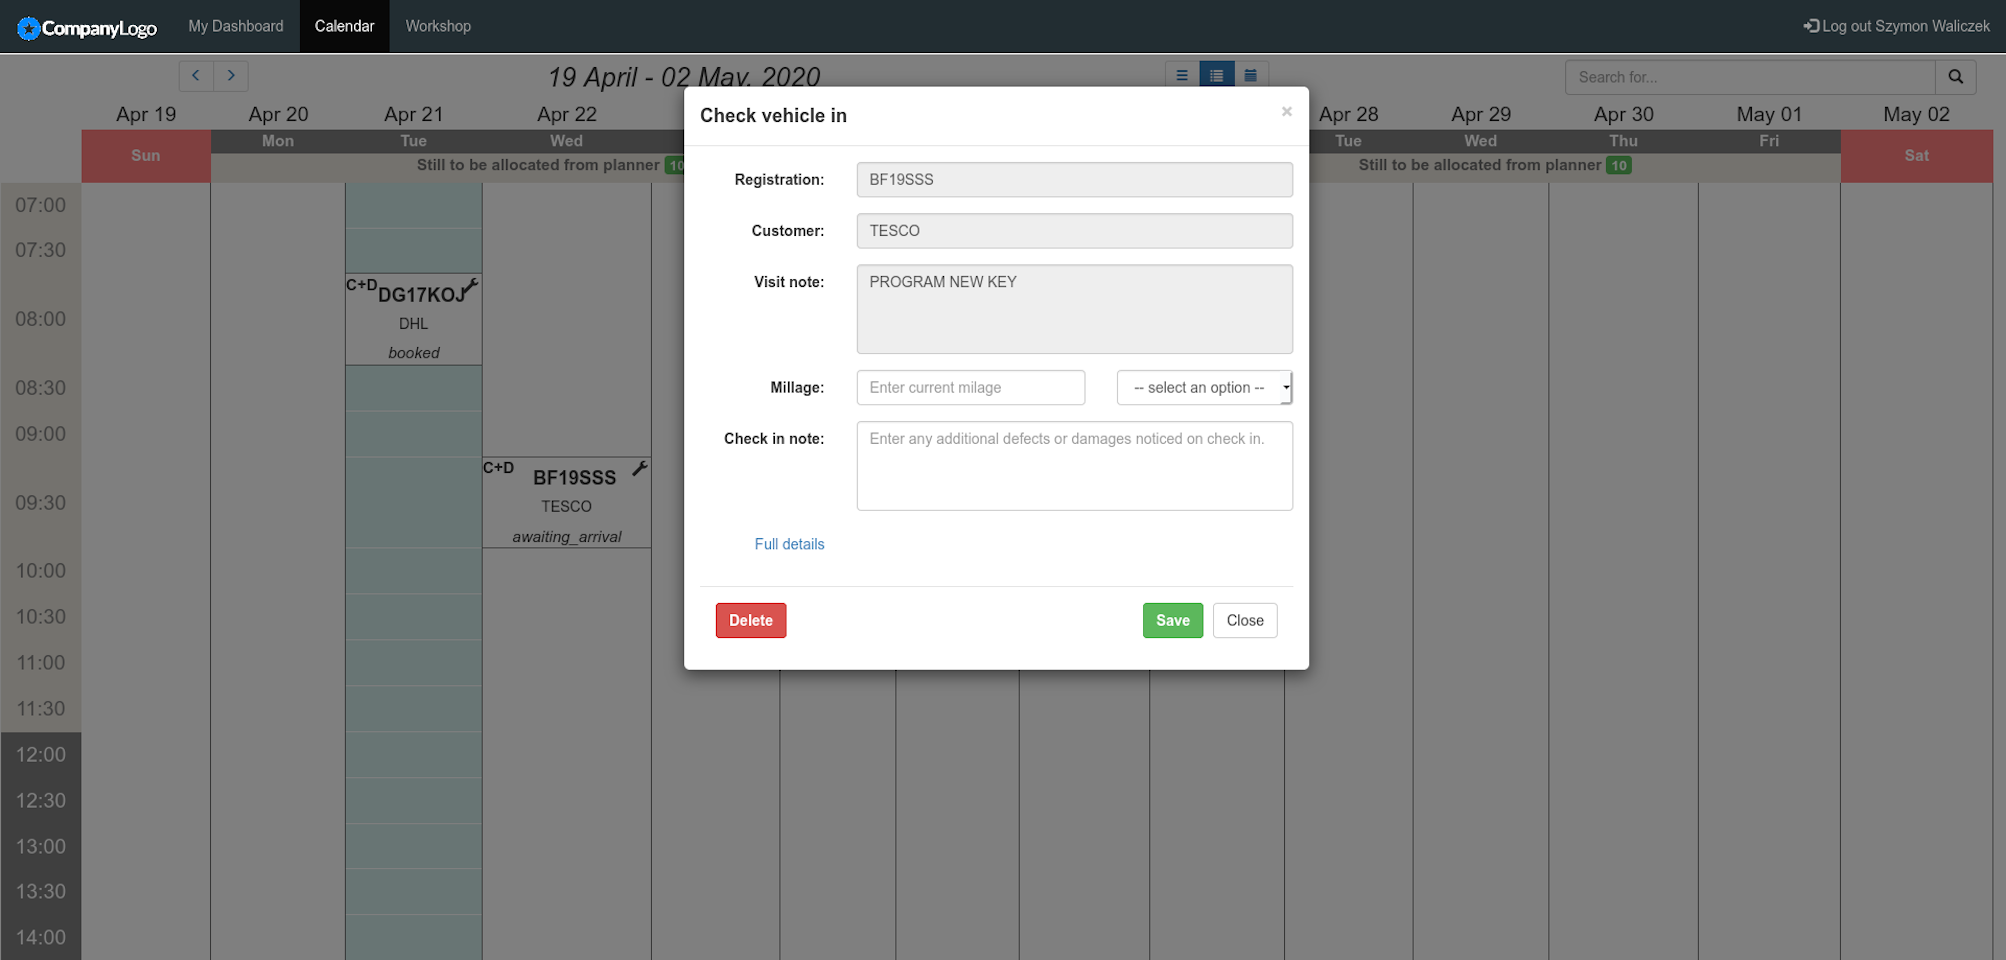 CompanyLogo My Dashboard Calendar Workshop Log out Szymon Waliczek
19 April - 02 May, 2020 Search for...
Apr 19 Apr 20 Apr 21 Apr 22 Apr 28 Apr 29 Apr 30 May 01 May 02
Sun Mon Tue Wed Tue Wed Thu Fri Sat
Still to be allocated from planner 10 Still to be allocated from planner 10
07:00
07:30
08:00
08:30
09:00
09:30
10:00
10:30
11:00
11:30
12:00
12:30
13:00
13:30
14:00
C+D DG17KOJ
DHL
booked
C+D BF19SSS
TESCO
awaiting_arrival
Check vehicle in ×
Registration: BF19SSS
Customer: TESCO
Visit note: PROGRAM NEW KEY
Millage: Enter current milage -- select an option --
Check in note: Enter any additional defects or damages noticed on check in.
Full details
Delete Save Close